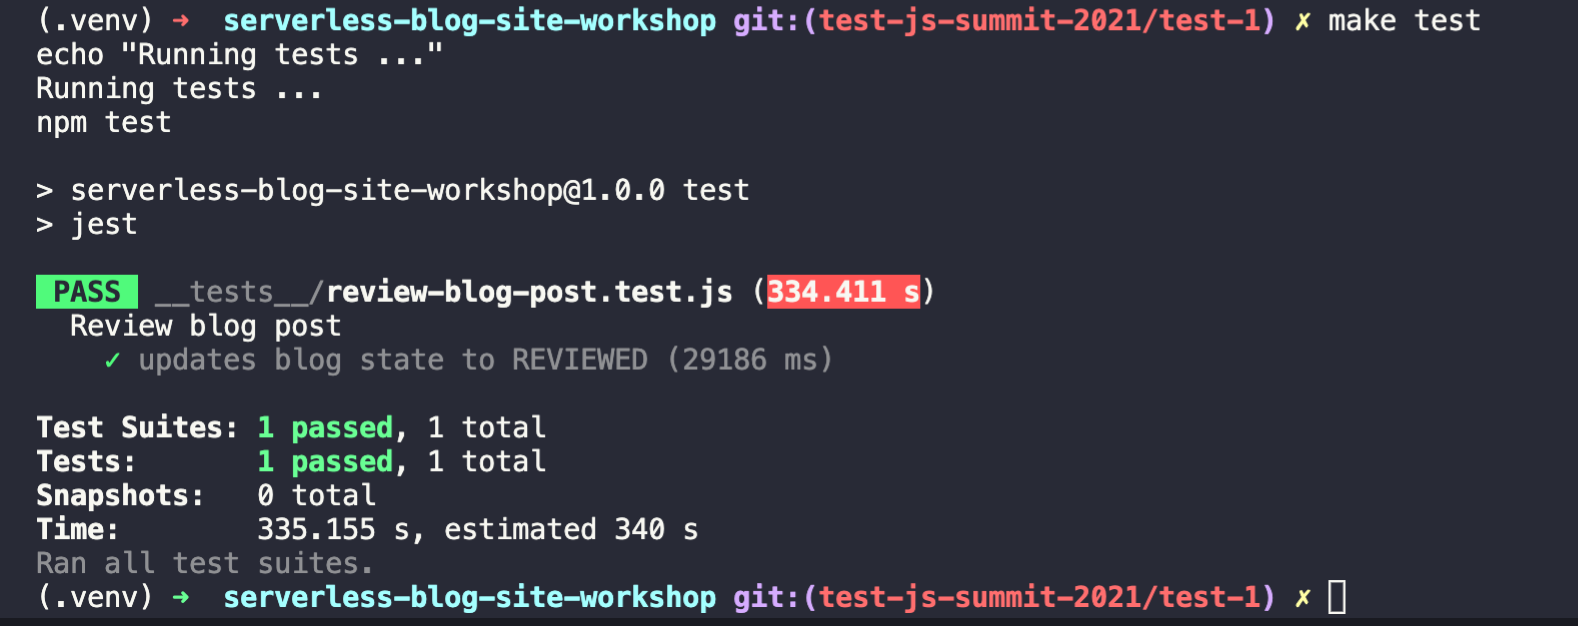 (.venv) ➜  serverless-blog-site-workshop git:(test-js-summit-2021/test-1) ✗ make test
echo "Running tests ..."
Running tests ...
npm test
> serverless-blog-site-workshop@1.0.0 test
> jest
PASS __tests__/review-blog-post.test.js (334.411 s)
Review blog post
✓ updates blog state to REVIEWED (29186 ms)
Test Suites: 1 passed, 1 total
Tests:       1 passed, 1 total
Snapshots:   0 total
Time:        335.155 s, estimated 340 s
Ran all test suites.
(.venv) ➜  serverless-blog-site-workshop git:(test-js-summit-2021/test-1) ✗